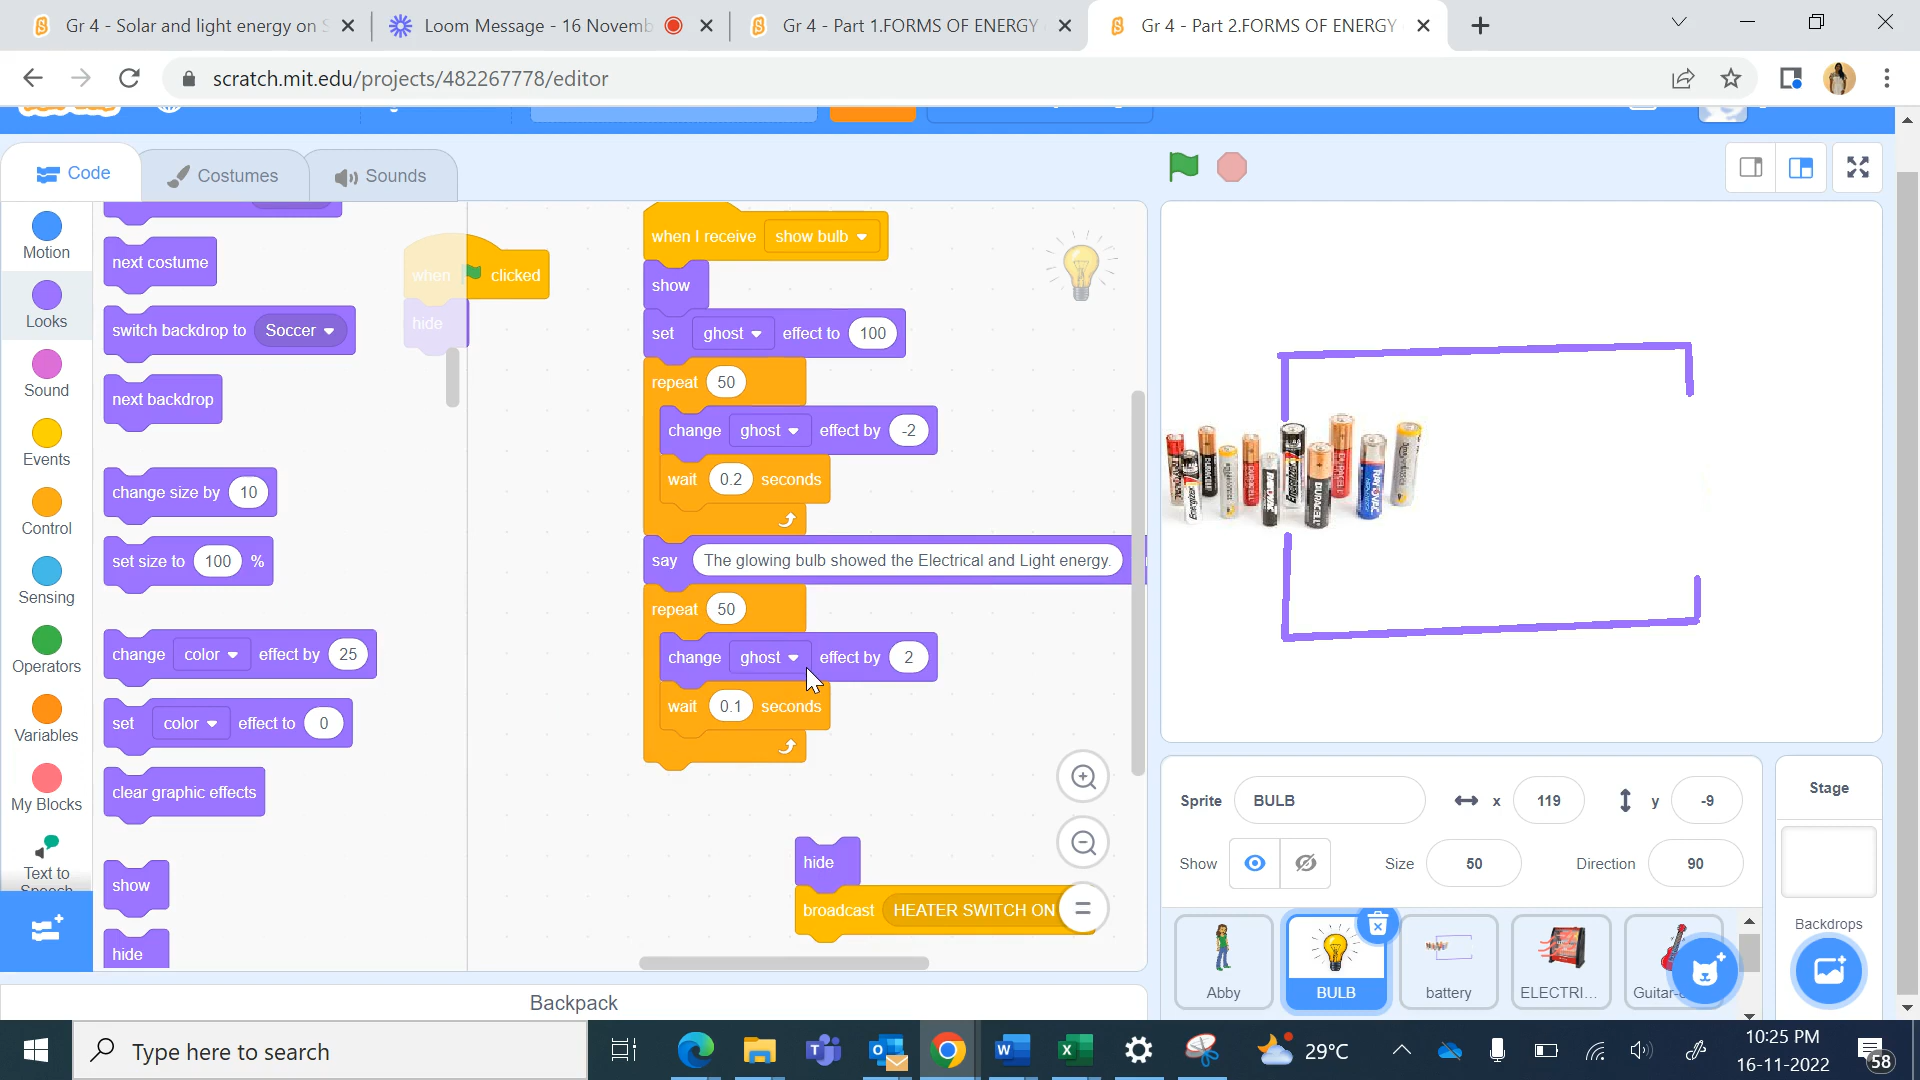 Gr 4 - Solar and light energy on S
Loom Message - 16 Novemb
Gr 4 - Part 1.FORMS OF ENERGY
Gr 4 - Part 2.FORMS OF ENERGY
scratch.mit.edu/projects/482267778/editor
Code
Costumes
Sounds
Motion
Looks
Sound
Events
Control
Sensing
Operators
Variables
My Blocks
Text to
Speech
next costume
switch backdrop to Soccer
next backdrop
change size by 10
set size to 100 %
change color effect by 25
set color effect to 0
clear graphic effects
show
hide
when clicked
hide
when I receive show bulb
show
set ghost effect to 100
repeat 50
change ghost effect by -2
wait 0.2 seconds
say The glowing bulb showed the Electrical and Light energy.
repeat 50
change ghost effect by 2
wait 0.1 seconds
hide
broadcast HEATER SWITCH ON
Backpack
Sprite BULB x 119 y -9
Show Size 50 Direction 90
Stage
Backdrops
Abby
BULB
battery
ELECTRI...
Guitar-
Type here to search
29°C
10:25 PM
16-11-2022
58